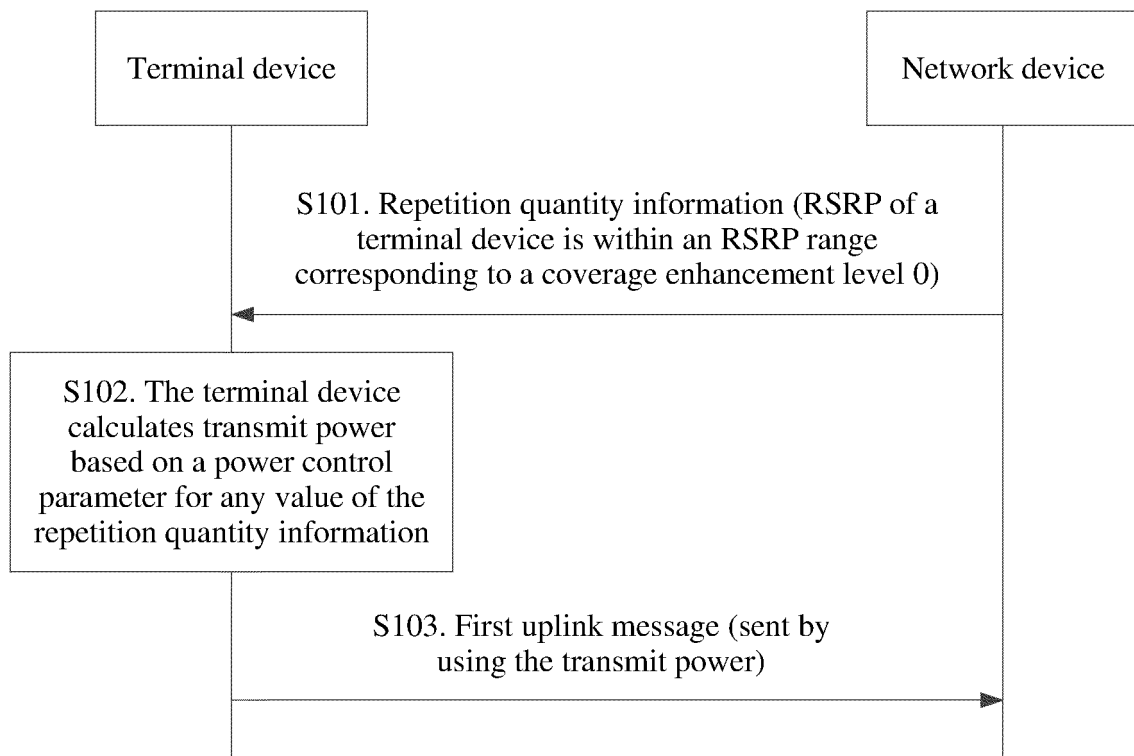 Terminal device
Network device
S101. Repetition quantity information (RSRP of a
terminal device is within an RSRP range
corresponding to a coverage enhancement level 0)
S102. The terminal device
calculates transmit power
based on a power control
parameter for any value of the
repetition quantity information
S103. First uplink message (sent by
using the transmit power)